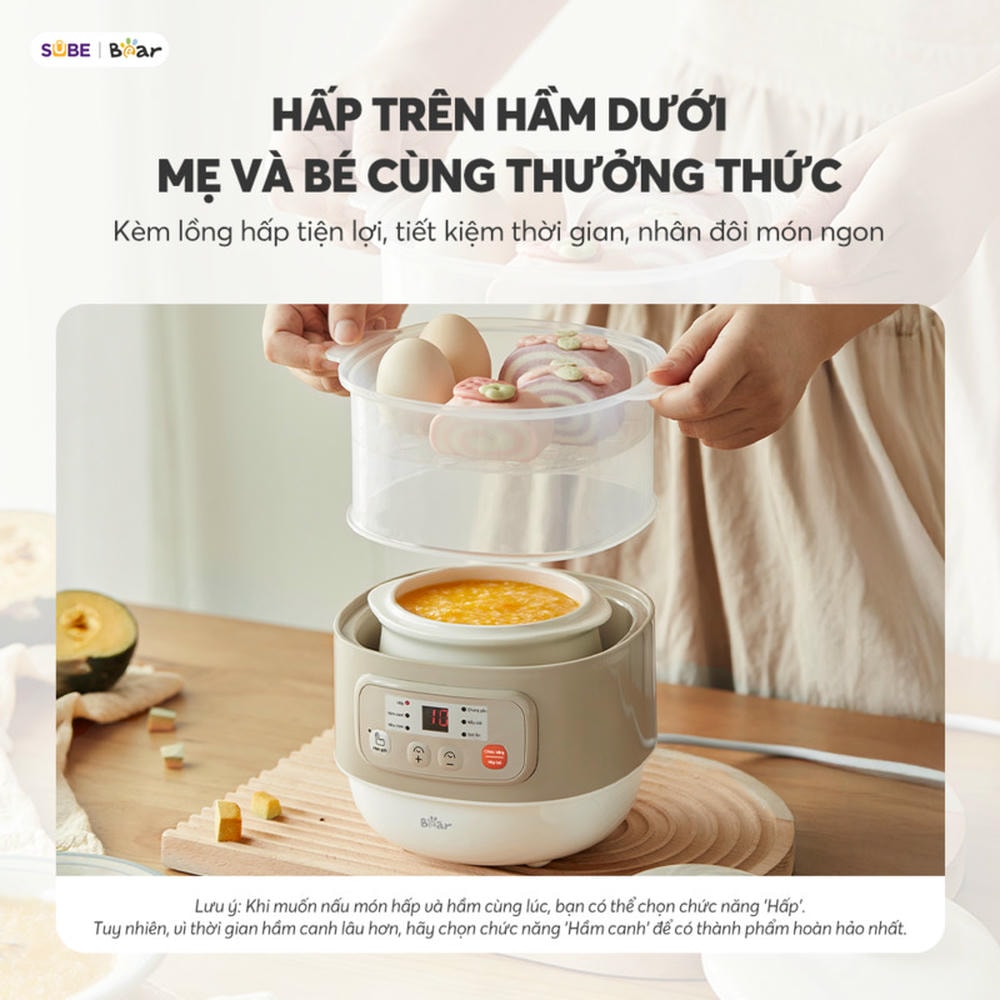 SUBE | Bear
HẤP TRÊN HẦM DƯỚI
MẸ VÀ BÉ CÙNG THƯỞNG THỨC
Kèm lồng hấp tiện lợi, tiết kiệm thời gian, nhân đôi món ngon
10
Bear
Lưu ý: Khi muốn nấu món hấp và hầm cùng lúc, bạn có thể chọn chức năng 'Hấp'.
Tuy nhiên, vì thời gian hầm canh lâu hơn, hãy chọn chức năng 'Hầm canh' để có thành phẩm hoàn hảo nhất.